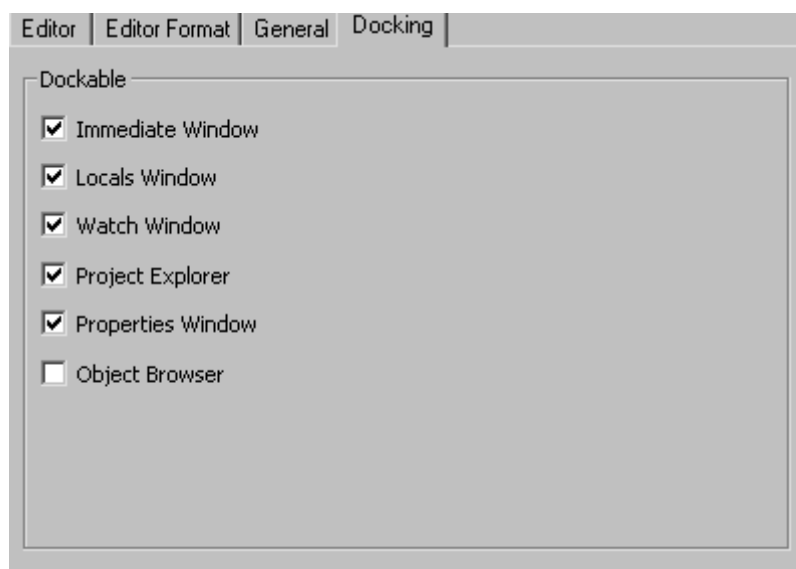 Editor Editor Format General Docking
Dockable
Immediate Window
Locals Window
Watch Window
Project Explorer
Properties Window
Object Browser